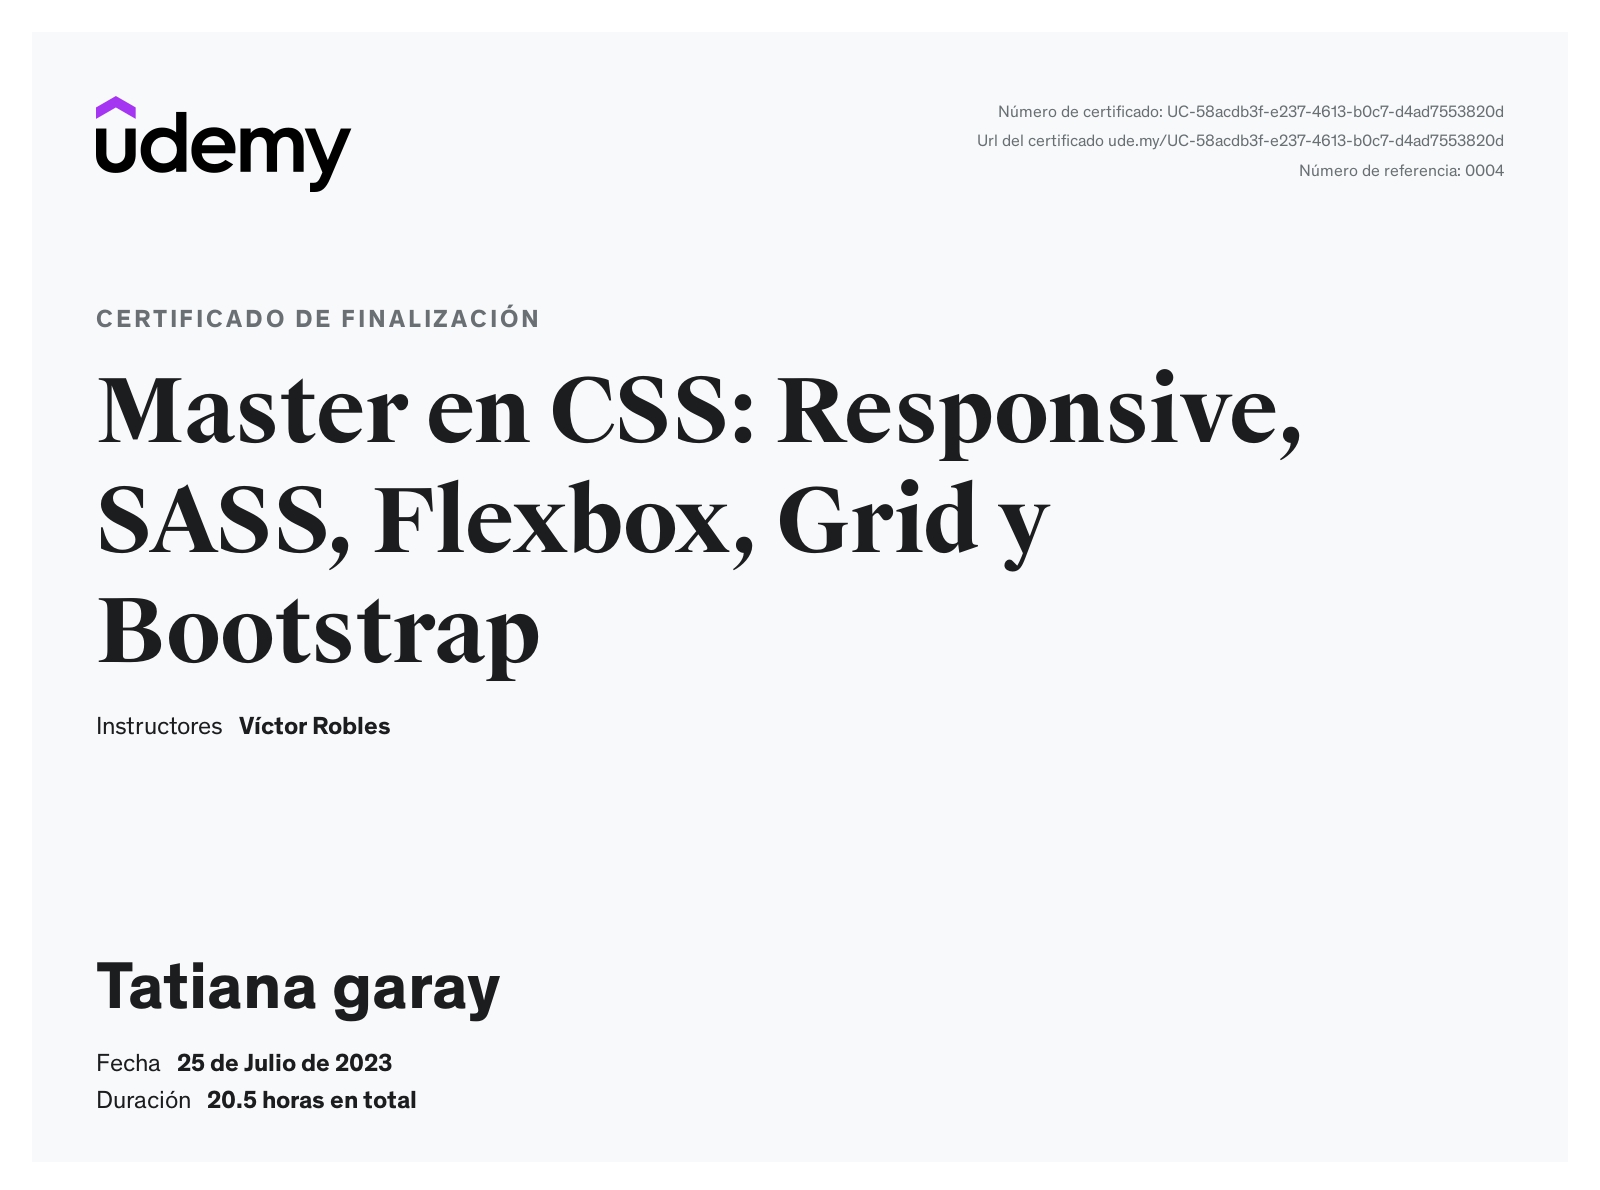 udemy
Número de certificado: UC-58acdb3f-e237-4613-b0c7-d4ad7553820d
Url del certificado ude.my/UC-58acdb3f-e237-4613-b0c7-d4ad7553820d
Número de referencia: 0004
CERTIFICADO DE FINALIZACIÓN
Master en CSS: Responsive,
SASS, Flexbox, Grid y
Bootstrap
Instructores Víctor Robles
Tatiana garay
Fecha 25 de Julio de 2023
Duración 20.5 horas en total